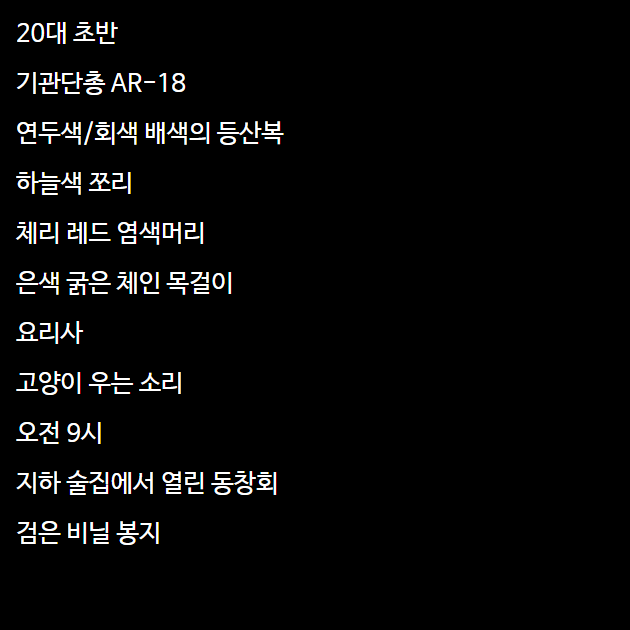 20대 초반
기관단총 AR-18
연두색/회색 배색의 등산복
하늘색 쪼리
체리 레드 염색머리
은색 굵은 체인 목걸이
요리사
고양이 우는 소리
오전 9시
지하 술집에서 열린 동창회
검은 비닐 봉지